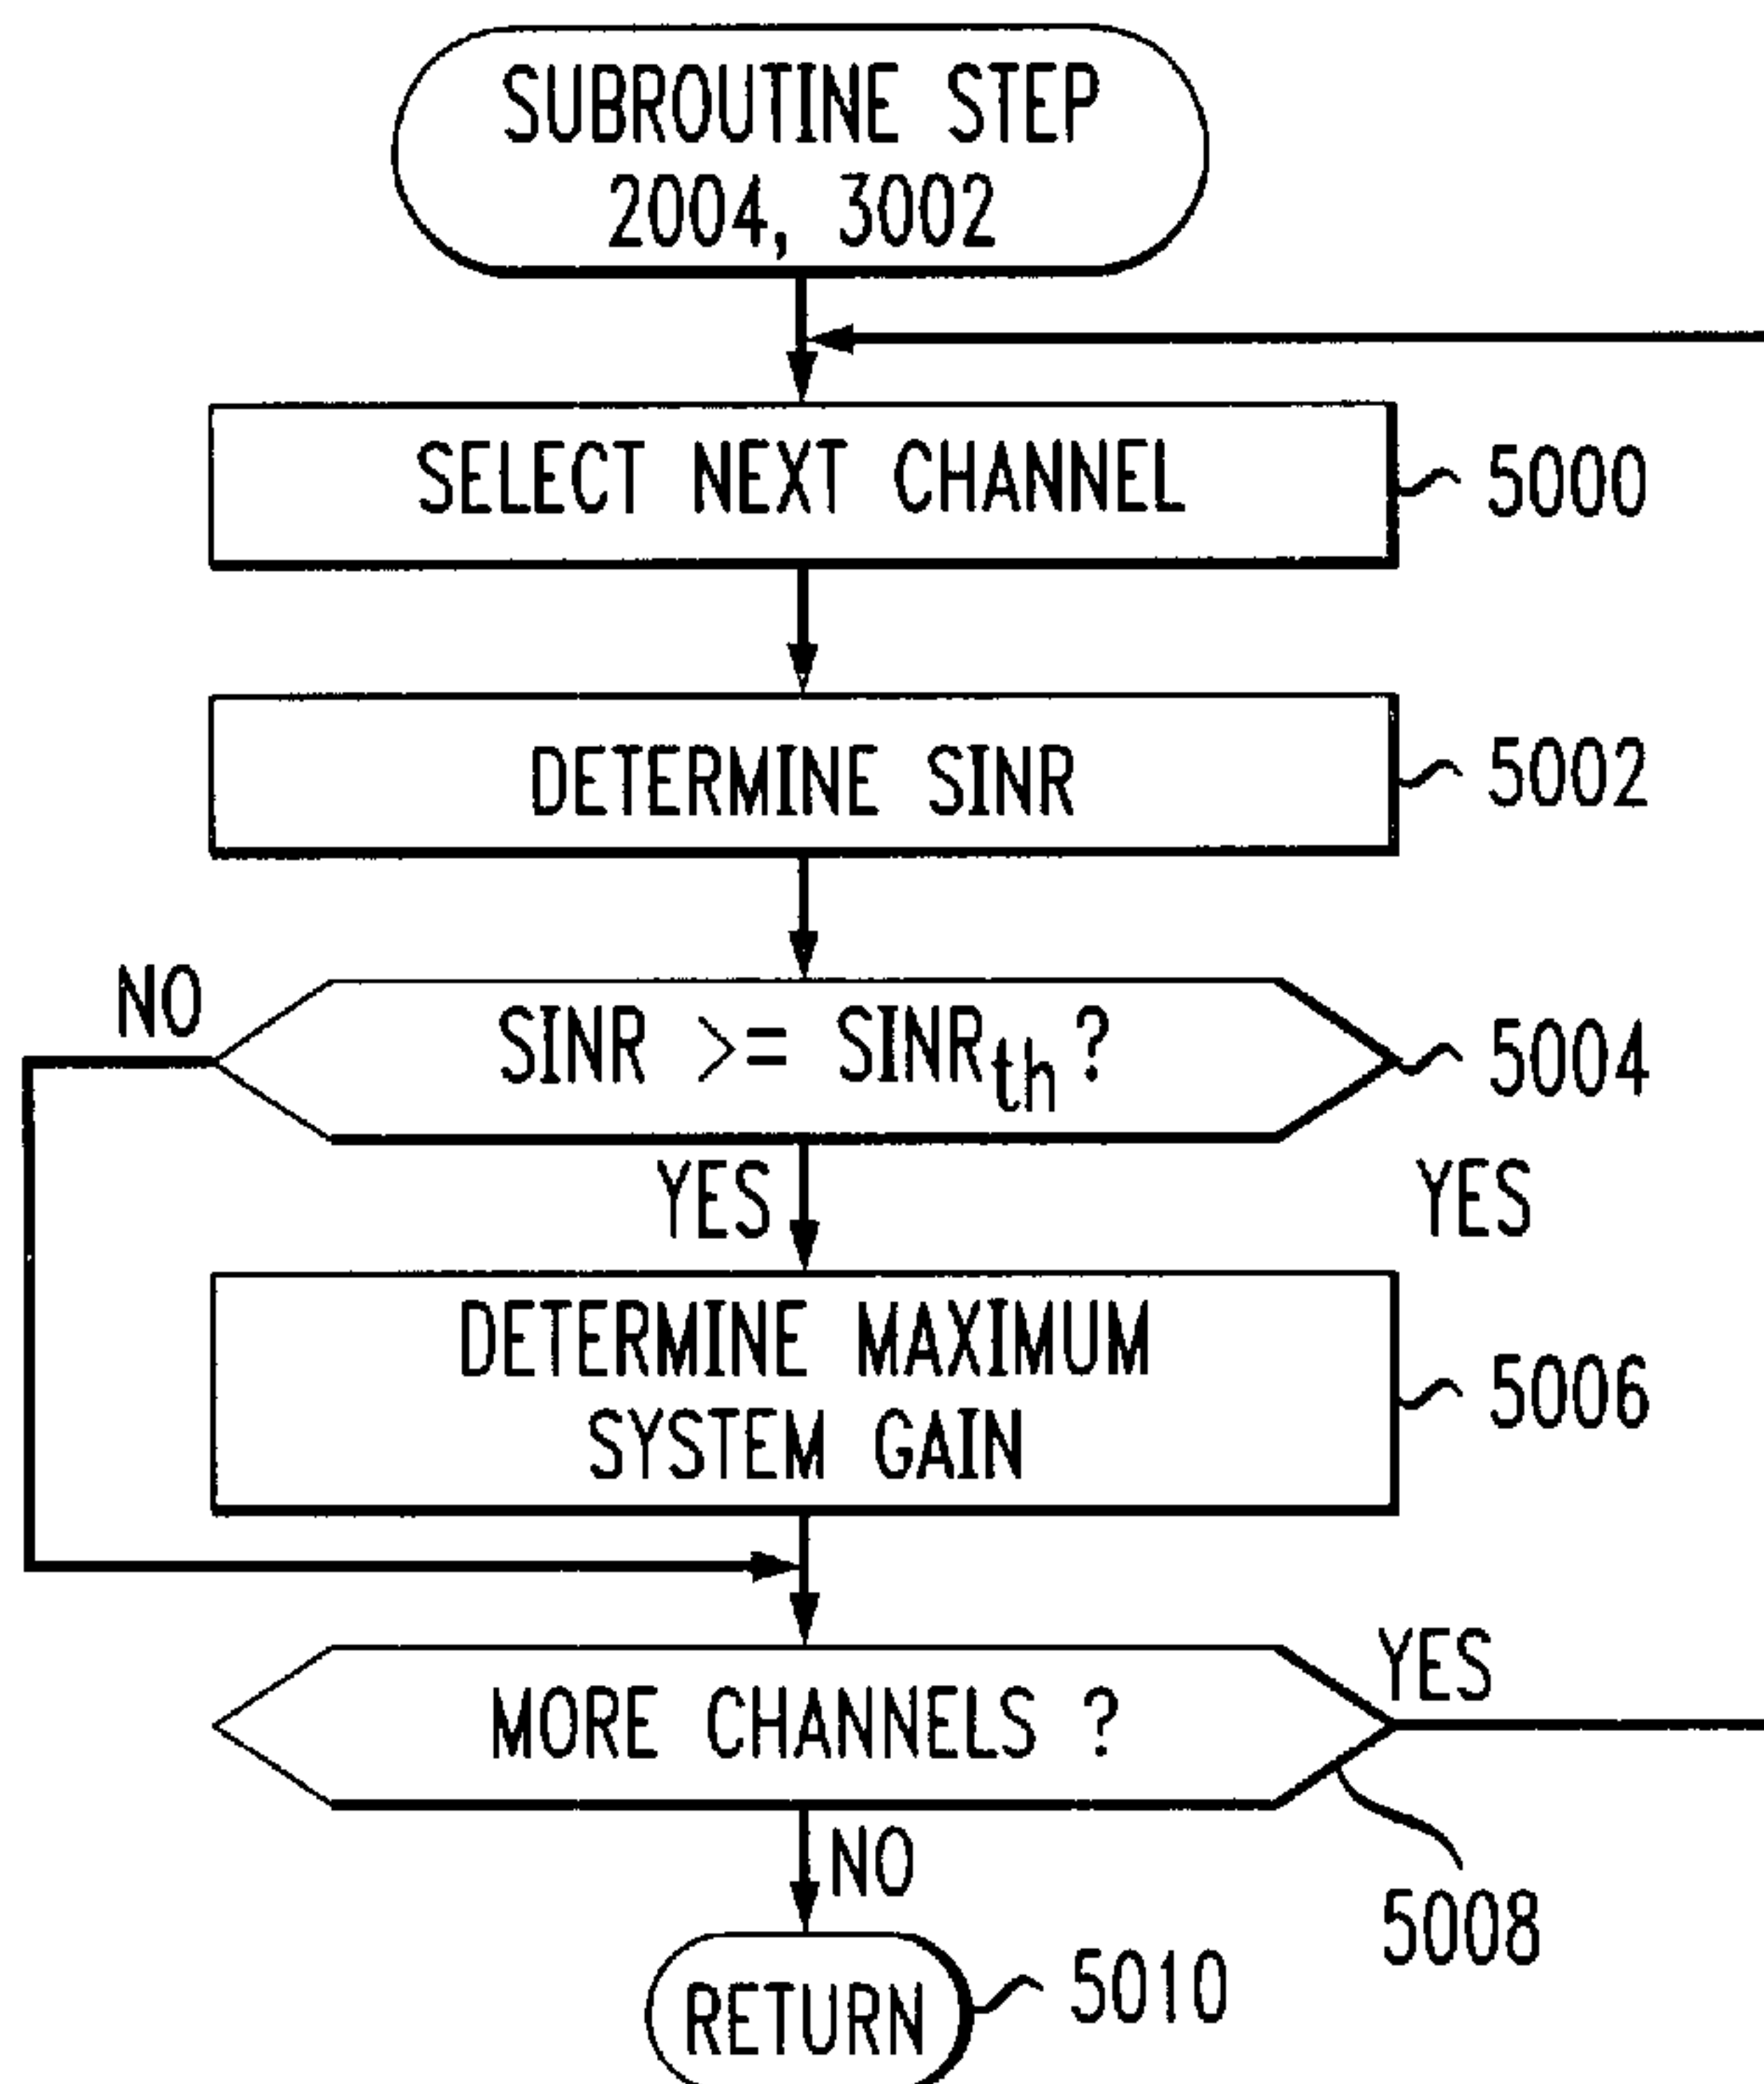 SUBROUTINE STEP
2004, 3002
SELECT NEXT CHANNEL
5000
DETERMINE SINR
5002
NO
SINR >= SINRth ?
5004
YES
YES
DETERMINE MAXIMUM
SYSTEM GAIN
5006
YES
MORE CHANNELS ?
NO
5008
RETURN
5010